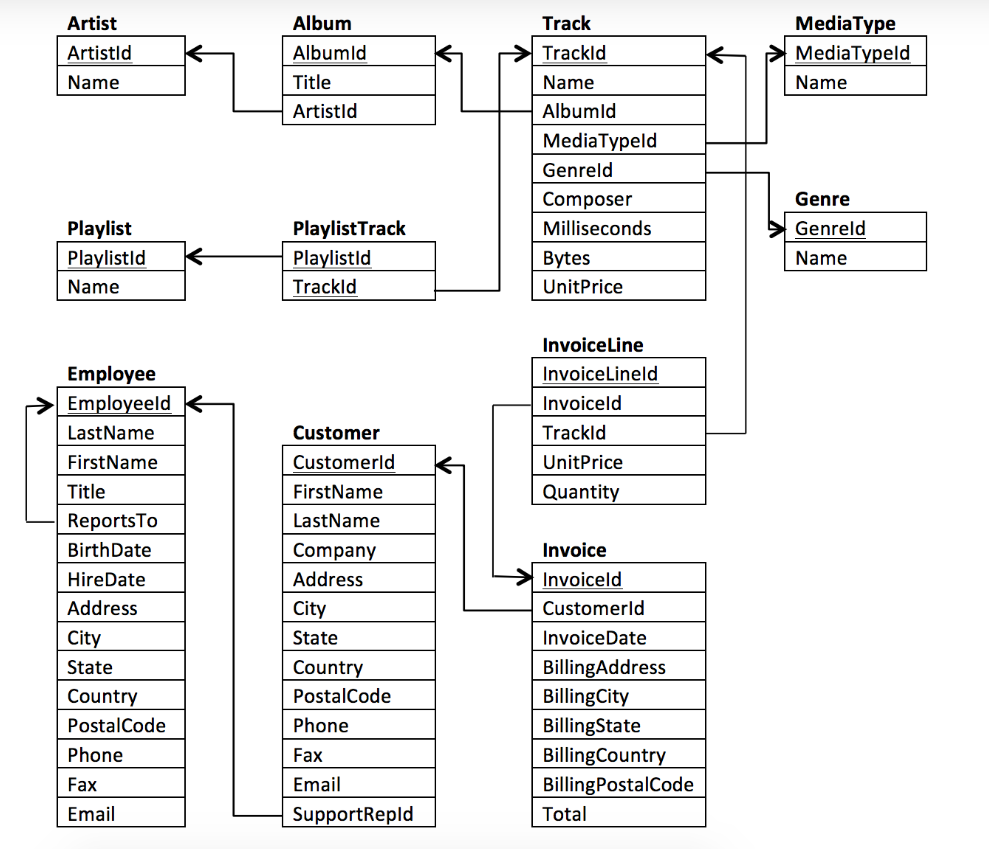 Artist
ArtistId
Name
Album
AlbumId
Title
ArtistId
Track
TrackId
Name
AlbumId
MediaTypeId
GenreId
Composer
Milliseconds
Bytes
UnitPrice
MediaType
MediaTypeId
Name
Genre
GenreId
Name
Playlist
PlaylistId
Name
PlaylistTrack
PlaylistId
TrackId
Employee
EmployeeId
LastName
FirstName
Title
ReportsTo
BirthDate
HireDate
Address
City
State
Country
PostalCode
Phone
Fax
Email
Customer
CustomerId
FirstName
LastName
Company
Address
City
State
Country
PostalCode
Phone
Fax
Email
SupportRepId
InvoiceLine
InvoiceLineId
InvoiceId
TrackId
UnitPrice
Quantity
Invoice
InvoiceId
CustomerId
InvoiceDate
BillingAddress
BillingCity
BillingState
BillingCountry
BillingPostalCode
Total